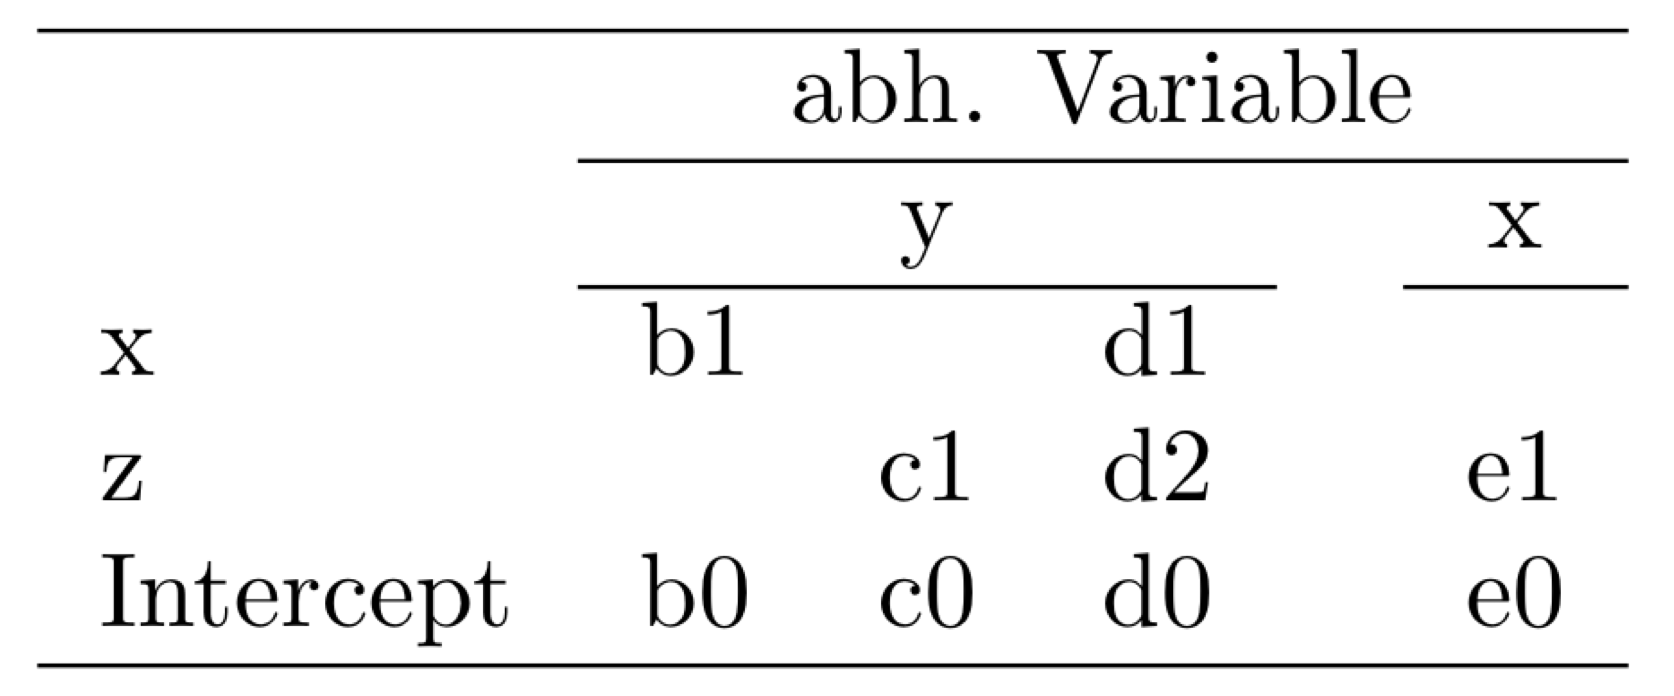 abh. Variable
y x
x b1 d1
z c1 d2 e1
Intercept b0 c0 d0 e0